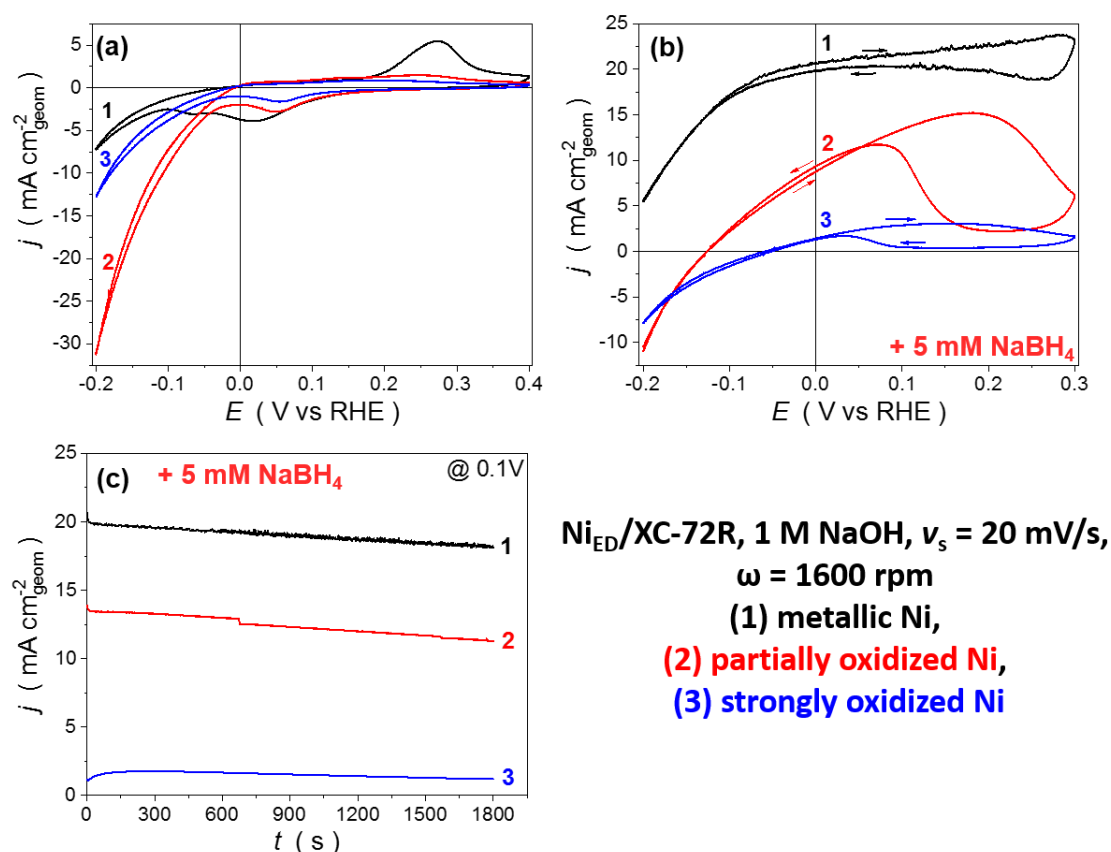 (a)
5
0
-5
-10
-15
-20
-25
-30
1
3
2
j ( mA cm⁻²geom )
-0.2 -0.1 0.0 0.1 0.2 0.3 0.4
E ( V vs RHE )
(b)
25
20
15
10
5
0
-5
-10
1
2
3
+ 5 mM NaBH₄
j ( mA cm⁻²geom )
-0.2 -0.1 0.0 0.1 0.2 0.3
E ( V vs RHE )
(c) + 5 mM NaBH₄ @ 0.1V
25
20
15
10
5
0
1
2
3
j ( mA cm⁻²geom )
0 300 600 900 1200 1500 1800
t ( s )
Ni_ED/XC-72R, 1 M NaOH, vₛ = 20 mV/s,
ω = 1600 rpm
(1) metallic Ni,
(2) partially oxidized Ni,
(3) strongly oxidized Ni